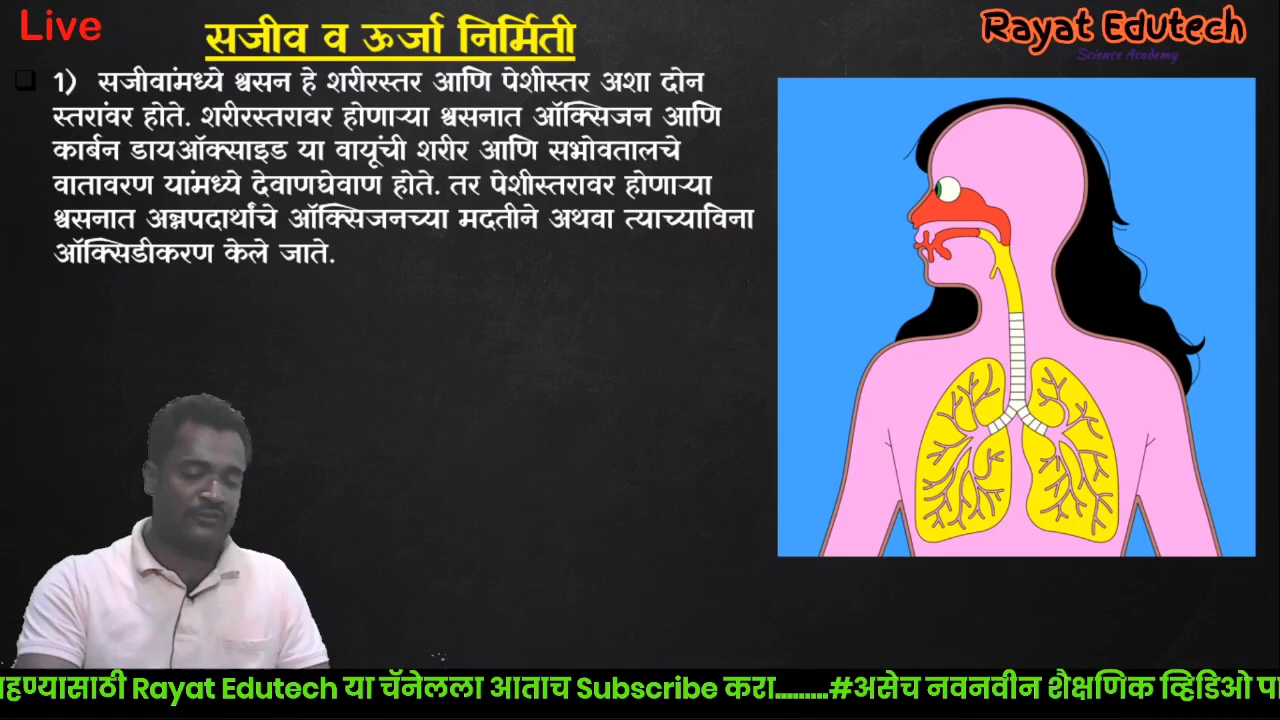 Live
सजीव व ऊर्जा निर्मिती
Rayat Edutech
Science Academy
1) सजीवांमध्ये श्वसन हे शरीरस्तर आणि पेशीस्तर अशा दोन
स्तरांवर होते. शरीरस्तरावर होणाऱ्या श्वसनात ऑक्सिजन आणि
कार्बन डायऑक्साइड या वायूंची शरीर आणि सभोवतालचे
वातावरण यांमध्ये देवाणघेवाण होते. तर पेशीस्तरावर होणाऱ्या
श्वसनात अन्नपदार्थांचे ऑक्सिजनच्या मदतीने अथवा त्याच्याविना
ऑक्सिडीकरण केले जाते.
Rayat Edutech या चॅनेलला आताच Subscribe करा.........#असेच नवनवीन शैक्षणिक व्हिडिओ